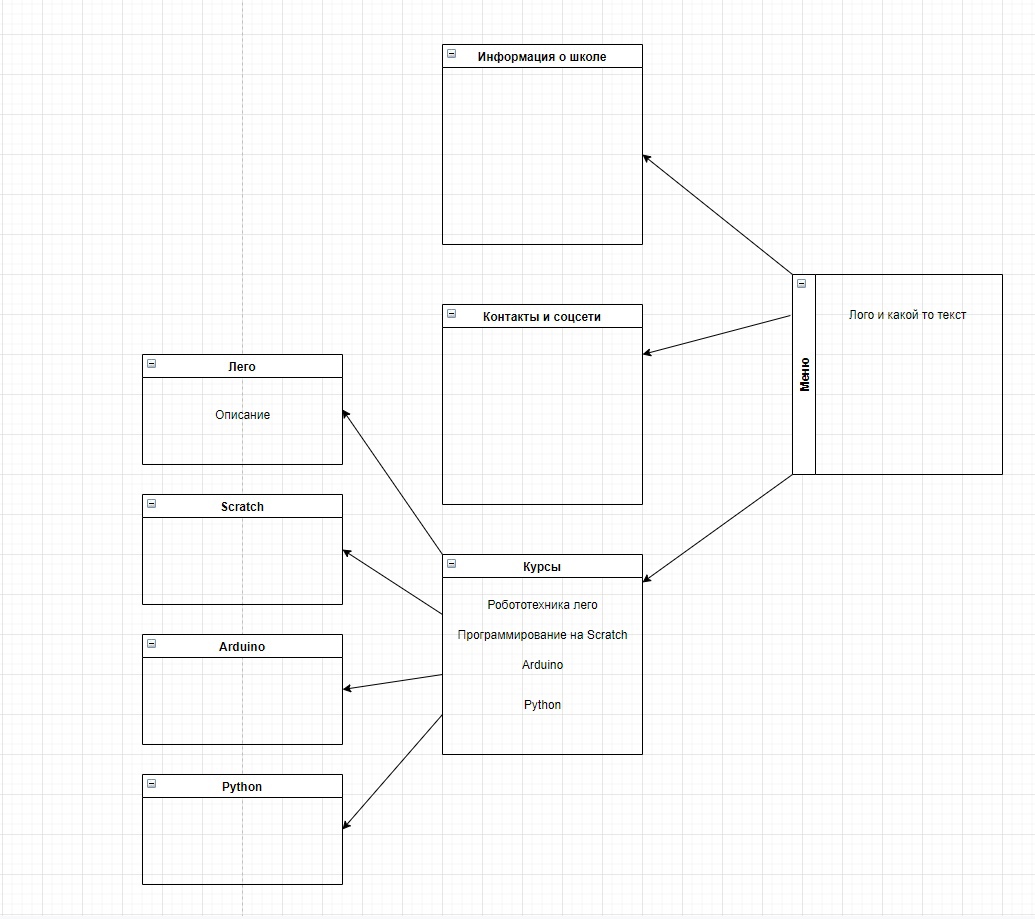 Информация о школе
Контакты и соцсети
Меню
Лого и какой то текст
Лего
Описание
Scratch
Arduino
Python
Курсы
Робототехника лего
Программирование на Scratch
Arduino
Python